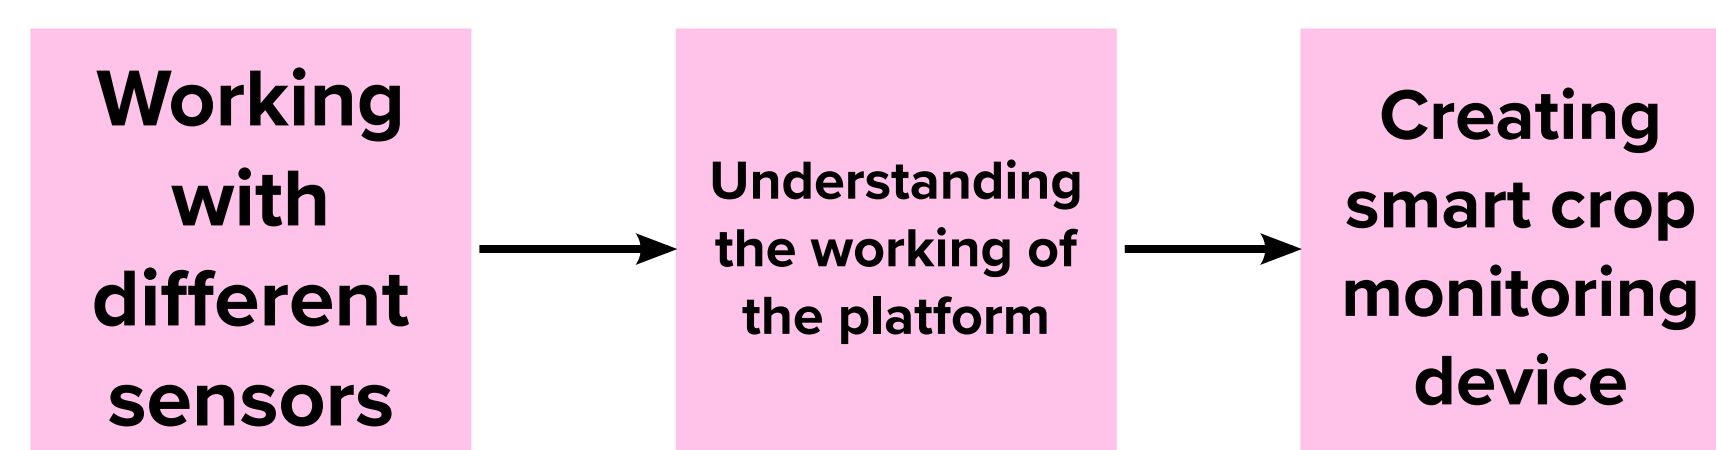 Working
with
different
sensors
Understanding
the working of
the platform
Creating
smart crop
monitoring
device